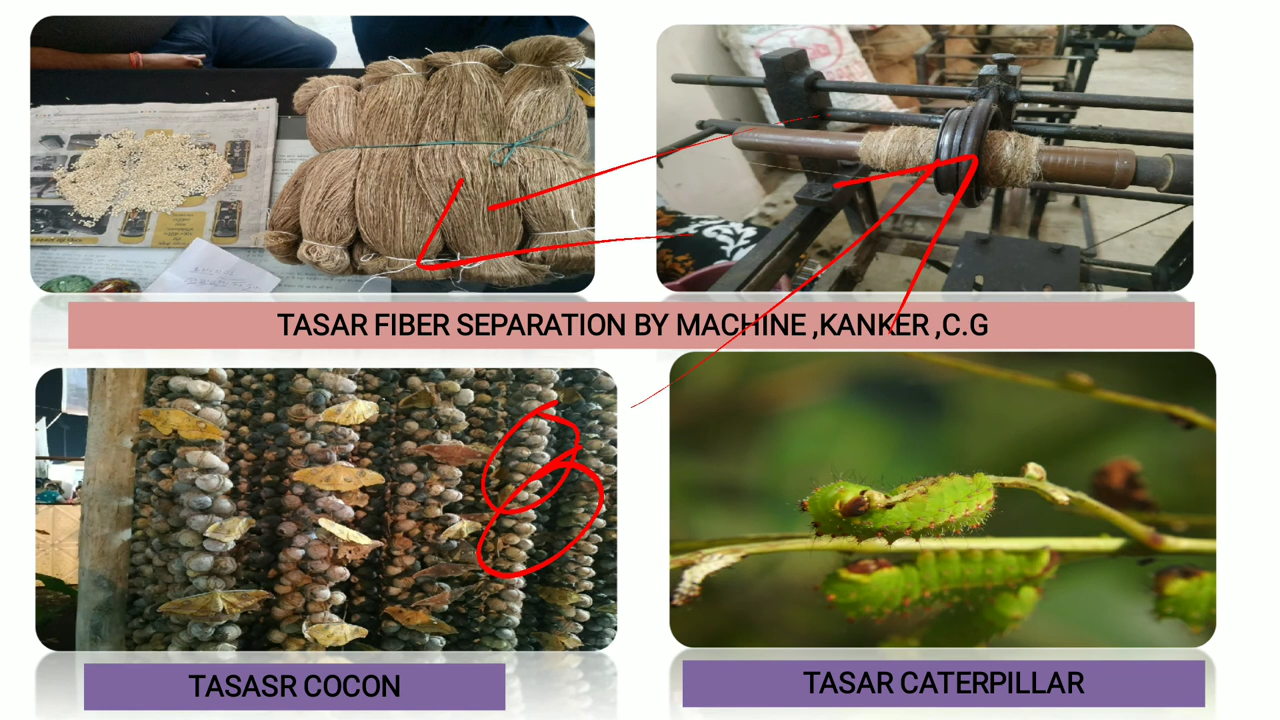 TASAR FIBER SEPARATION BY MACHINE ,KANKER ,C.G
TASASR COCON
TASAR CATERPILLAR